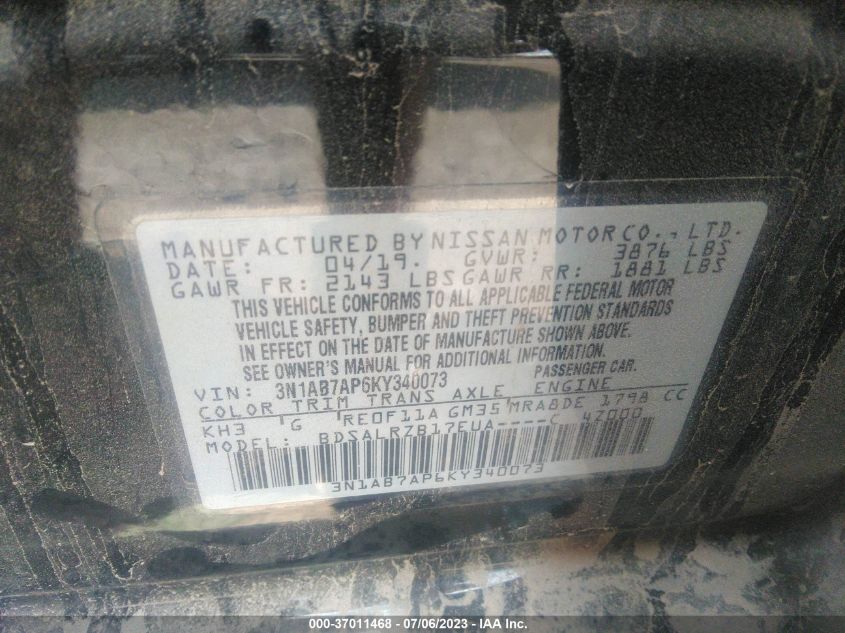 MANUFACTURED BY NISSAN MOTOR CO., LTD.
DATE: 04/19. GVWR: 3876 LBS
GAWR FR: 2143 LBS GAWR RR: 1881 LBS
THIS VEHICLE CONFORMS TO ALL APPLICABLE FEDERAL MOTOR
VEHICLE SAFETY, BUMPER AND THEFT PREVENTION STANDARDS
IN EFFECT ON THE DATE OF MANUFACTURE SHOWN ABOVE.
SEE OWNER'S MANUAL FOR ADDITIONAL INFORMATION.
VIN: 3N1AB7AP6KY340073 PASSENGER CAR.
COLOR TRIM TRANS AXLE ENGINE
KH3 G RE0F11A GM35 MRA8DE 1798 CC
MODEL: BDSALRZB17EUA----C 4Z000
3N1AB7AP6KY340073
000-37011468 - 07/06/2023 - © IAA Inc.